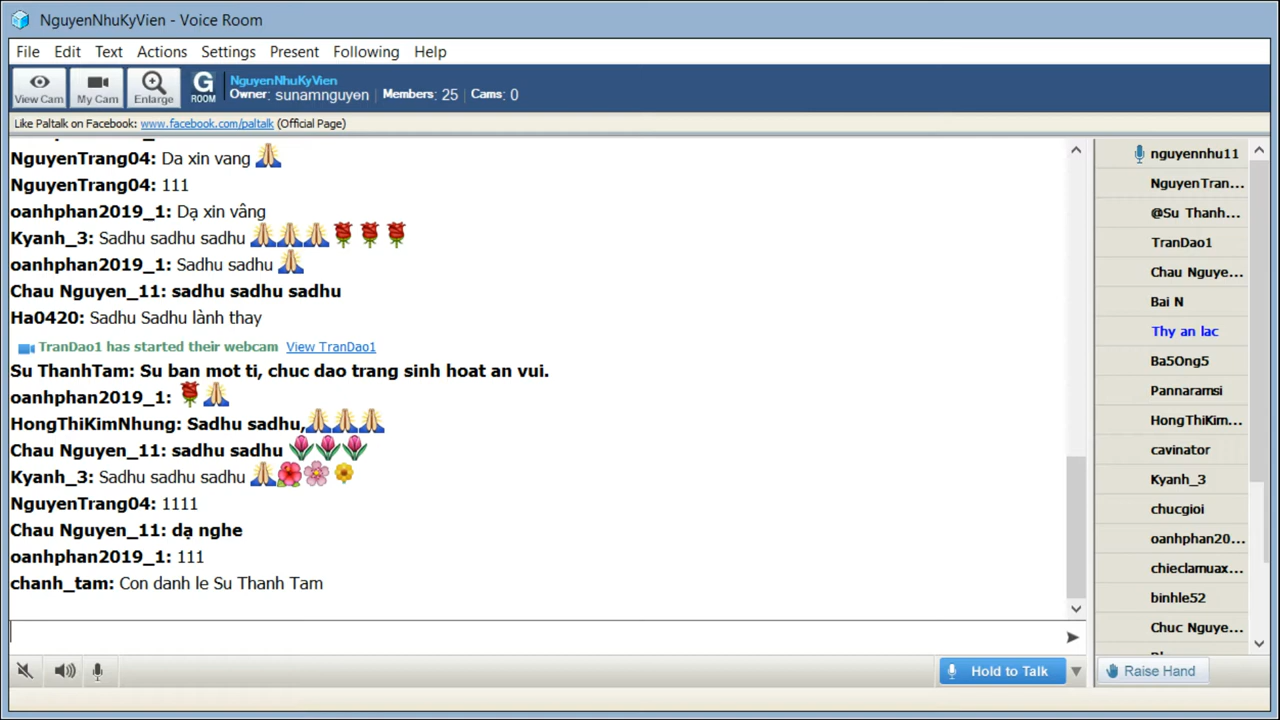 NguyenNhuKyVien - Voice Room
File Edit Text Actions Settings Present Following Help
View Cam My Cam Enlarge G ROOM NguyenNhuKyVien
Owner: sunamnguyen Members: 25 Cams: 0
Like Paltalk on Facebook: www.facebook.com/paltalk (Official Page)
NguyenTrang04: Da xin vang 🙏
NguyenTrang04: 111
oanhphan2019_1: Dạ xin vâng
Kyanh_3: Sadhu sadhu sadhu 🙏🙏🙏🌹🌹🌹
oanhphan2019_1: Sadhu sadhu 🙏
Chau Nguyen_11: sadhu sadhu sadhu
Ha0420: Sadhu Sadhu lành thay
TranDao1 has started their webcam View TranDao1
Su ThanhTam: Su ban mot ti, chuc dao trang sinh hoat an vui.
oanhphan2019_1: 🌹🙏
HongThiKimNhung: Sadhu sadhu,🙏🙏🙏
Chau Nguyen_11: sadhu sadhu 🌷🌷🌷
Kyanh_3: Sadhu sadhu sadhu 🙏🌺🌸🌼
NguyenTrang04: 1111
Chau Nguyen_11: dạ nghe
oanhphan2019_1: 111
chanh_tam: Con danh le Su Thanh Tam
nguyennhu11
NguyenTran...
@Su Thanh...
TranDao1
Chau Nguye...
Bai N
Thy an lac
Ba5Ong5
Pannaramsi
HongThiKim...
cavinator
Kyanh_3
chucgioi
oanhphan20...
chieclamuax...
binhle52
Chuc Nguye...
Hold to Talk
Raise Hand